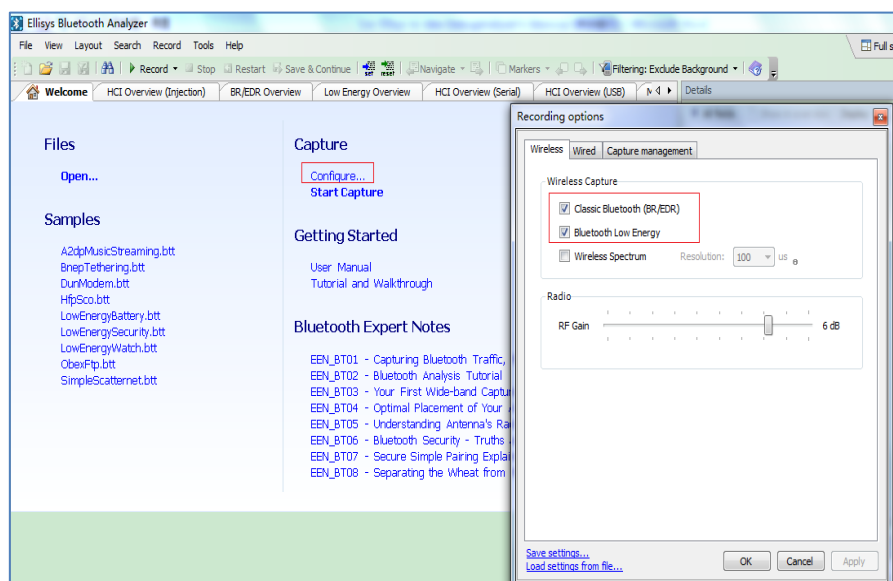 Ellisys Bluetooth Analyzer
File View Layout Search Record Tools Help
Full s
Record Stop Restart Save & Continue set reset Navigate Markers Filtering: Exclude Background
Welcome HCI Overview (Injection) BR/EDR Overview Low Energy Overview HCI Overview (Serial) HCI Overview (USB) Details
Files
Open...
Samples
A2dpMusicStreaming.btt
BnepTethering.btt
DunModem.btt
HfpSco.btt
LowEnergyBattery.btt
LowEnergySecurity.btt
LowEnergyWatch.btt
ObexFtp.btt
SimpleScatternet.btt
Capture
Configure...
Start Capture
Getting Started
User Manual
Tutorial and Walkthrough
Bluetooth Expert Notes
EEN_BT01 - Capturing Bluetooth Traffic,
EEN_BT02 - Bluetooth Analysis Tutorial
EEN_BT03 - Your First Wide-band Captu
EEN_BT04 - Optimal Placement of Your
EEN_BT05 - Understanding Antenna's Ra
EEN_BT06 - Bluetooth Security - Truths
EEN_BT07 - Secure Simple Pairing Explai
EEN_BT08 - Separating the Wheat from
Recording options
Wireless Wired Capture management
Wireless Capture
Classic Bluetooth (BR/EDR)
Bluetooth Low Energy
Wireless Spectrum Resolution: 100 us
Radio
RF Gain 6 dB
Save settings...
Load settings from file...
OK Cancel Apply